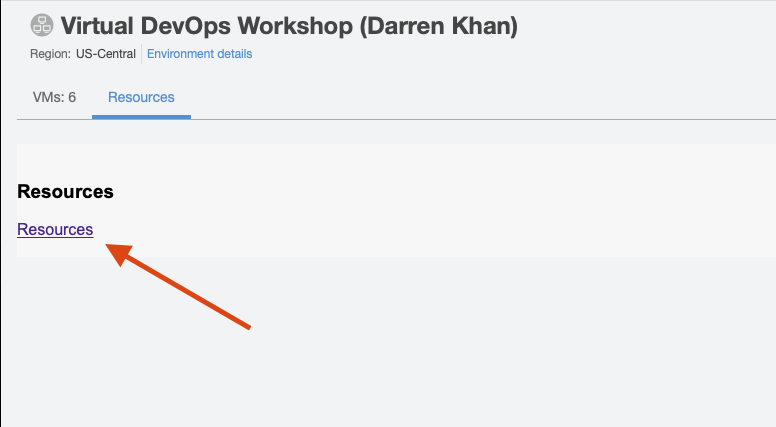 Virtual DevOps Workshop (Darren Khan)
Region: US-Central Environment details
VMs: 6 Resources
Resources
Resources